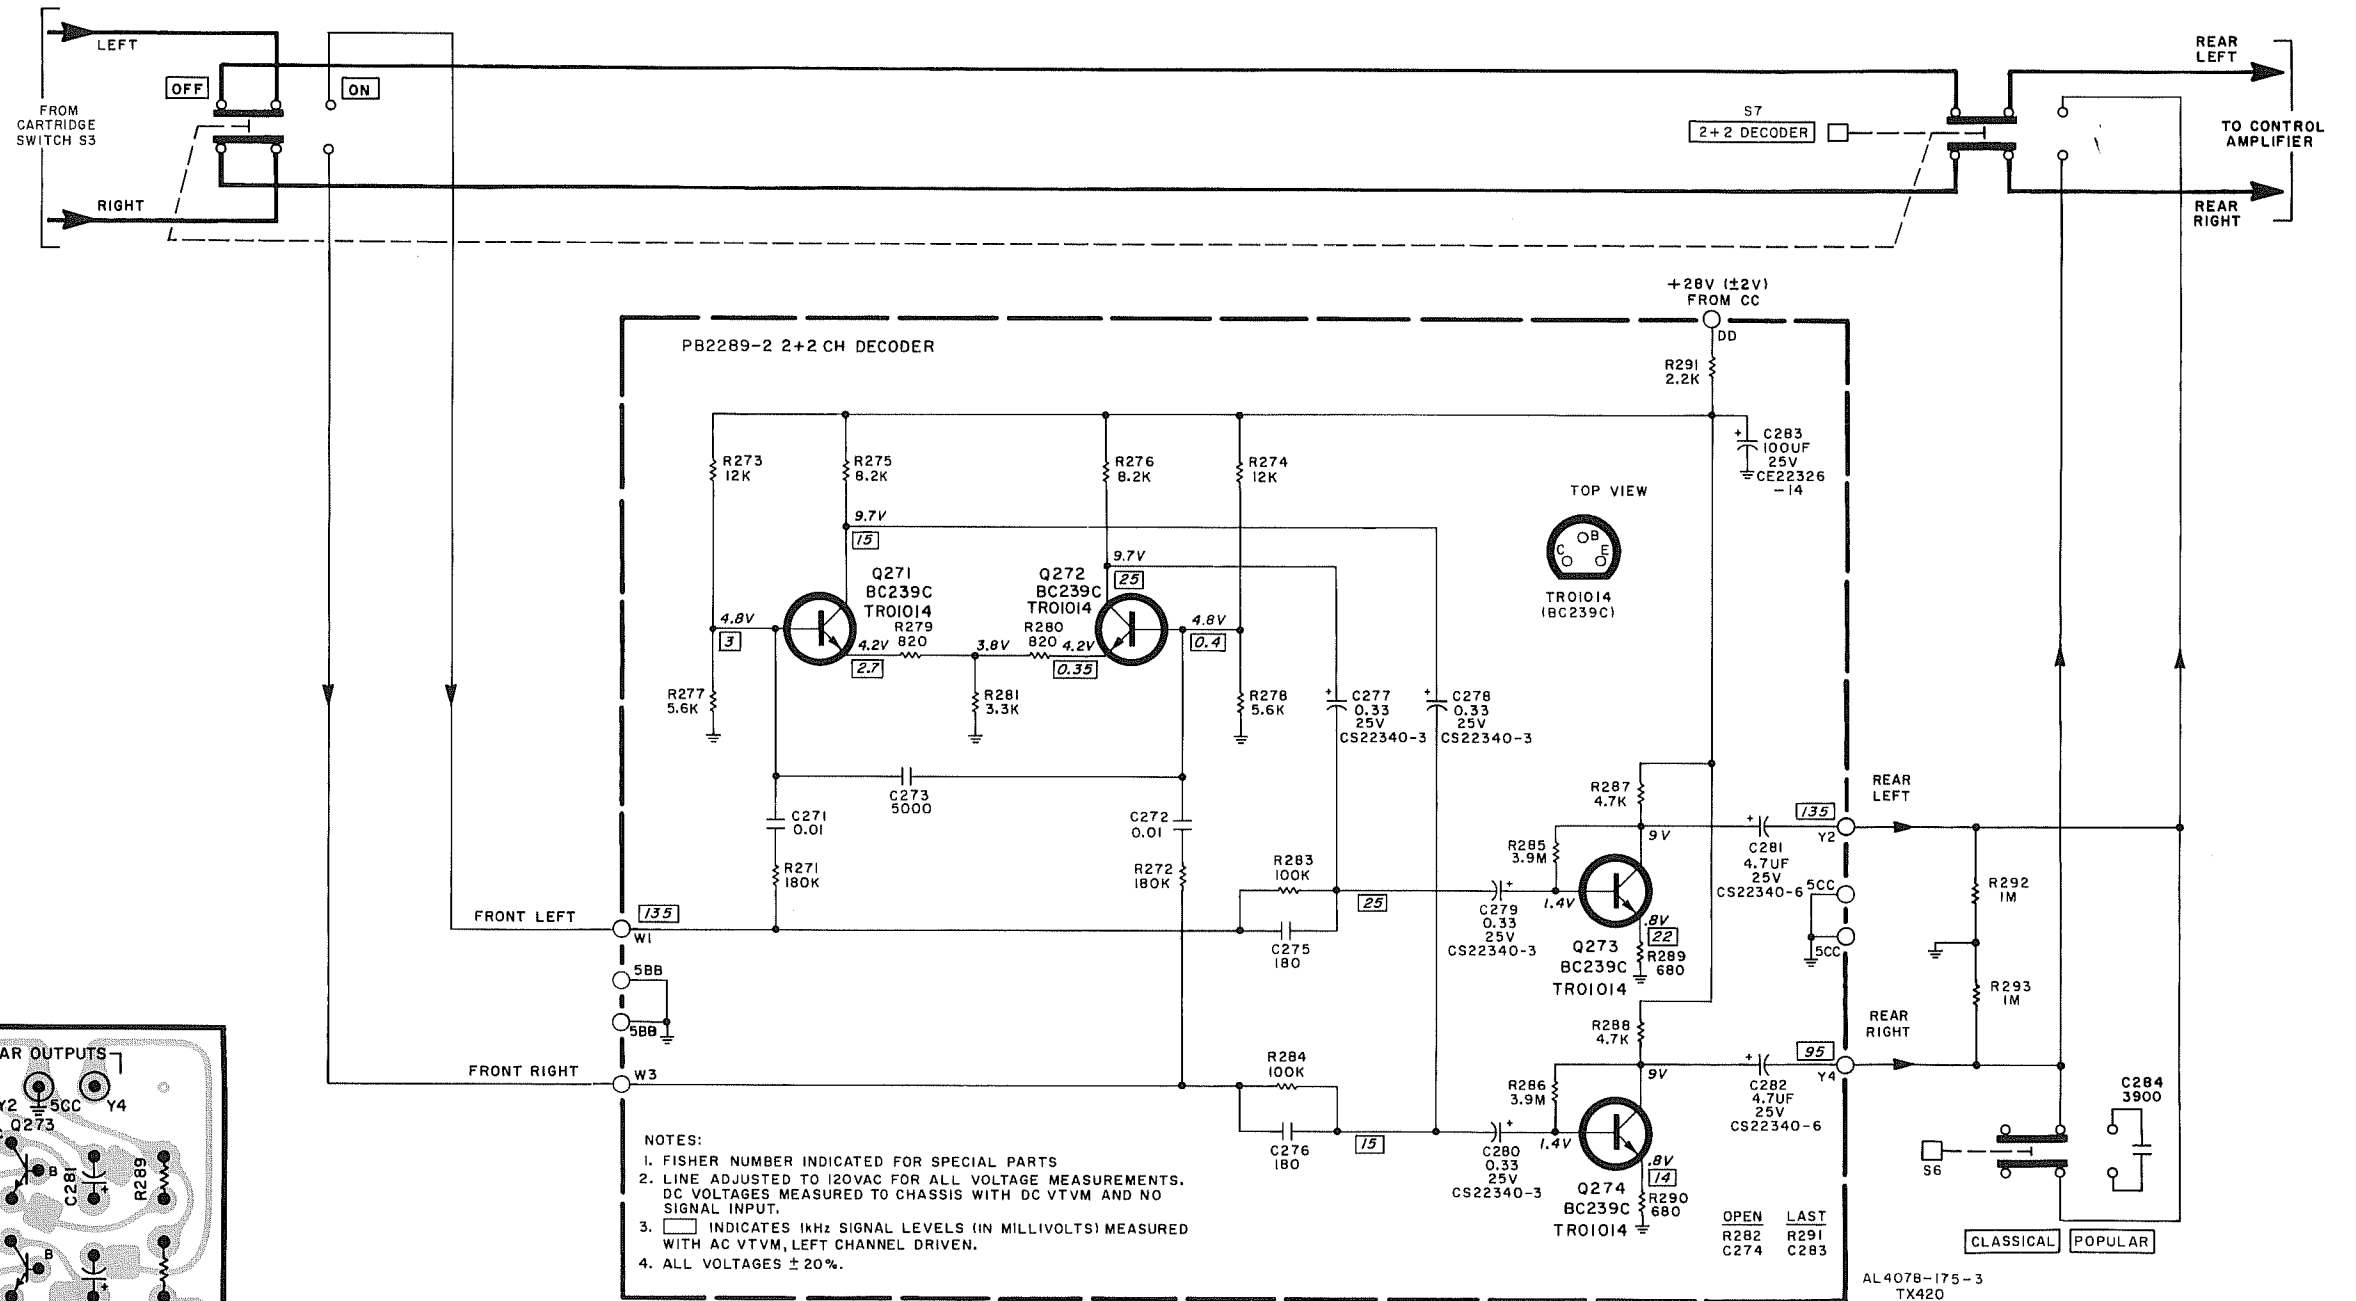 LEFT
OFF
ON
FROM
CARTRIDGE
SWITCH S3
RIGHT
S7
2+2 DECODER
REAR
LEFT
TO CONTROL
AMPLIFIER
REAR
RIGHT
+28V (±2V)
FROM CC
DD
PB2289-2 2+2 CH DECODER
R291
2.2K
R273
12K
R275
8.2K
R276
8.2K
R274
12K
C283
100UF
25V
CE22326
-14
TOP VIEW
B
C
E
TR01014
(BC239C)
9.7V
15
9.7V
25
Q271
BC239C
TR01014
Q272
BC239C
TR01014
4.8V
3
R279
820
R280
820
4.2V
2.7
3.8V
4.2V
0.35
4.8V
0.4
R277
5.6K
R281
3.3K
R278
5.6K
C277
0.33
25V
CS22340-3
C278
0.33
25V
CS22340-3
C273
5000
C271
0.01
C272
0.01
R271
180K
R272
180K
R287
4.7K
REAR
LEFT
135
Y2
9V
R285
3.9M
C281
4.7UF
25V
CS22340-6
R283
100K
25
1.4V
C279
0.33
25V
CS22340-3
.8V
22
R289
680
Q273
BC239C
TR01014
5CC
5CC
R292
1M
R293
1M
FRONT LEFT
135
W1
C275
180
5BB
5BB
R288
4.7K
REAR
RIGHT
95
Y4
FRONT RIGHT
W3
R284
100K
C276
180
15
9V
R286
3.9M
1.4V
C280
0.33
25V
CS22340-3
C282
4.7UF
25V
CS22340-6
.8V
14
R290
680
Q274
BC239C
TR01014
C284
3900
S6
CLASSICAL
POPULAR
OPEN LAST
R282 R291
C274 C283
NOTES:
1. FISHER NUMBER INDICATED FOR SPECIAL PARTS
2. LINE ADJUSTED TO 120VAC FOR ALL VOLTAGE MEASUREMENTS.
DC VOLTAGES MEASURED TO CHASSIS WITH DC VTVM AND NO
SIGNAL INPUT.
3. INDICATES 1kHz SIGNAL LEVELS (IN MILLIVOLTS) MEASURED
WITH AC VTVM, LEFT CHANNEL DRIVEN.
4. ALL VOLTAGES ±20%.
AL4078-175-3
TX420
AR OUTPUTS
Y2
5CC
Y4
Q273
B
C281
+
R289
B
+